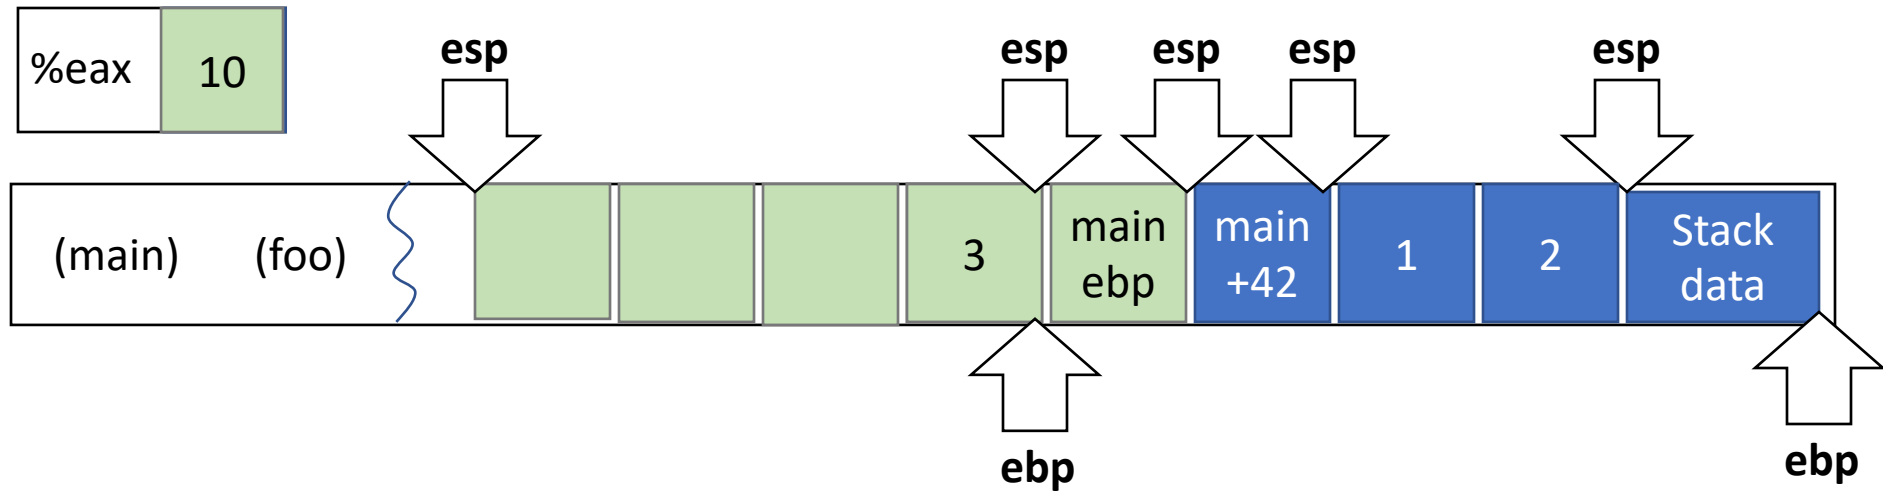 %eax 10
esp esp esp esp esp
(main) (foo) 3 main ebp main +42 1 2 Stack data
ebp ebp